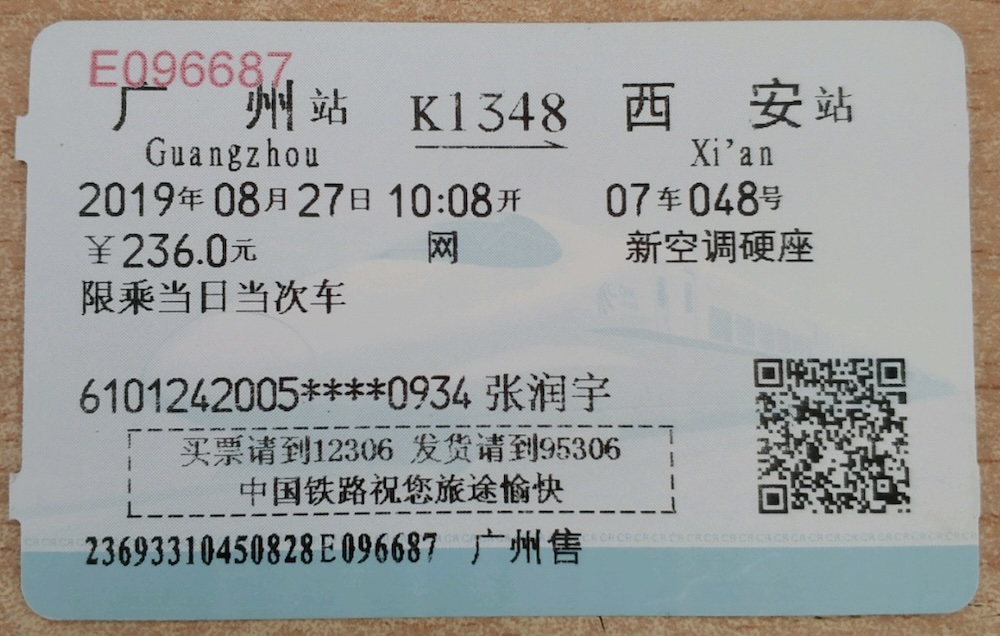 E096687
广州站 K1348 西安站
Guangzhou Xi'an
2019年08月27日 10:08开 07车048号
￥236.0元 网 新空调硬座
限乘当日当次车
6101242005****0934 张润宇
买票请到12306 发货请到95306
中国铁路祝您旅途愉快
23693310450828E096687 广州售